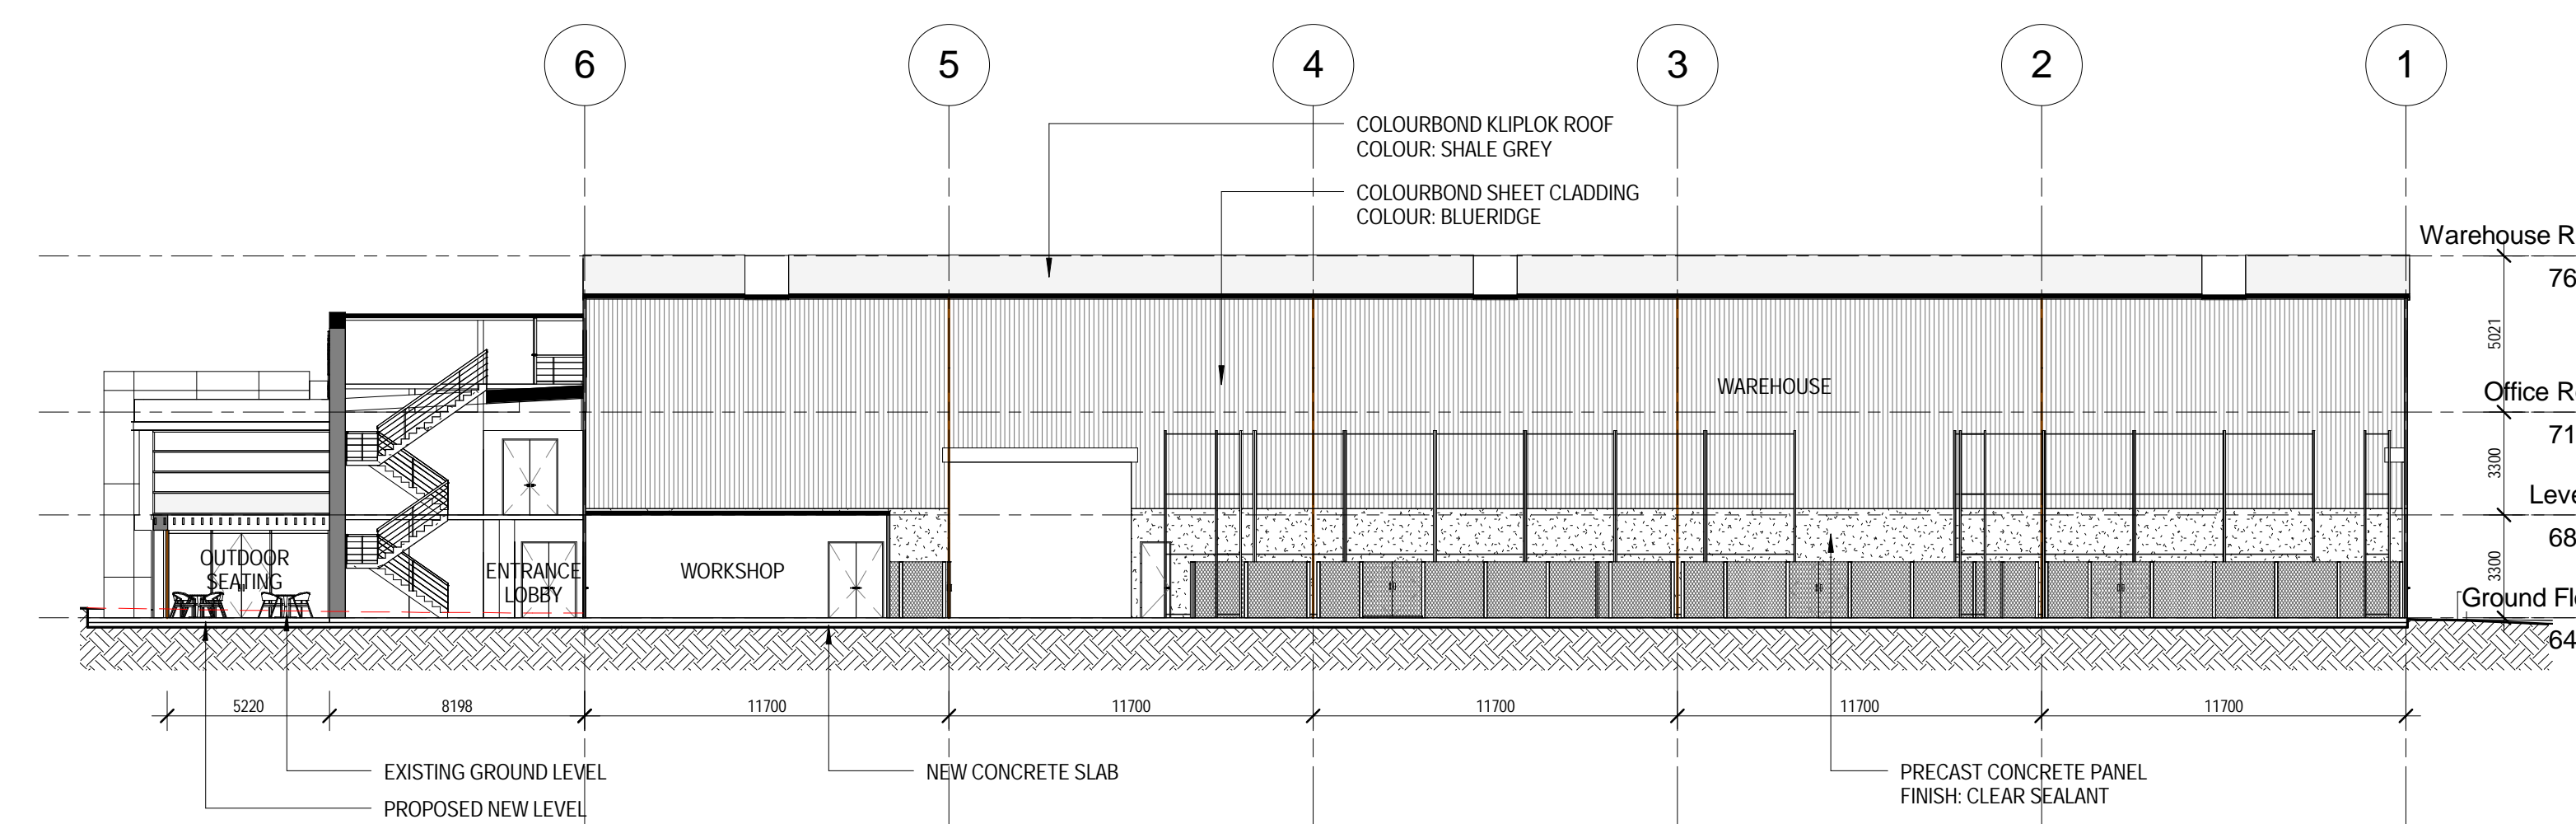 6
5
4
3
2
1
COLOURBOND KLIPLOK ROOF
COLOUR: SHALE GREY
COLOURBOND SHEET CLADDING
COLOUR: BLUERIDGE
Warehouse R
76
5021
WAREHOUSE
Office R
71
3300
Leve
68
3300
OUTDOOR
SEATING
ENTRANCE
LOBBY
WORKSHOP
Ground Fl
64
5220
8198
11700
11700
11700
11700
11700
EXISTING GROUND LEVEL
PROPOSED NEW LEVEL
NEW CONCRETE SLAB
PRECAST CONCRETE PANEL
FINISH: CLEAR SEALANT